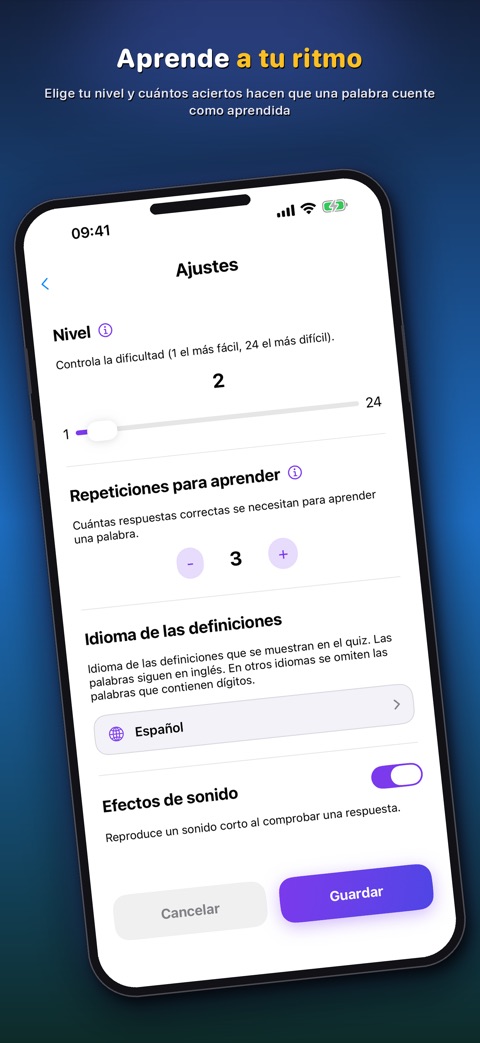 Aprende a tu ritmo
Elige tu nivel y cuántos aciertos hacen que una palabra cuente
como aprendida
09:41
Ajustes
Nivel
Controla la dificultad (1 el más fácil, 24 el más difícil).
2
1
24
Repeticiones para aprender
Cuántas respuestas correctas se necesitan para aprender
una palabra.
- 3 +
Idioma de las definiciones
Idioma de las definiciones que se muestran en el quiz. Las
palabras siguen en inglés. En otros idiomas se omiten las
palabras que contienen dígitos.
Español
Efectos de sonido
Reproduce un sonido corto al comprobar una respuesta.
Cancelar
Guardar